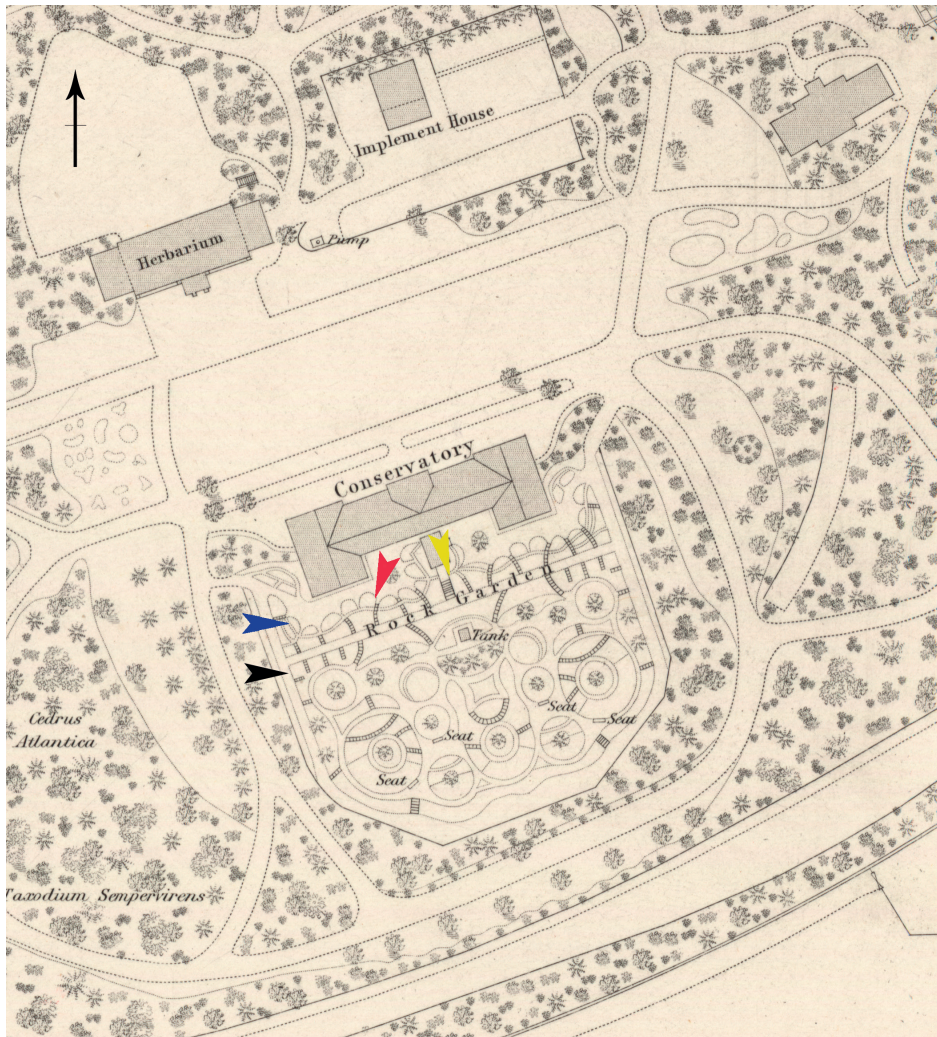 Implement House
Herbarium
Pump
Conservatory
Rock Garden
Tank
Seat
Seat
Seat
Seat
Cedrus
Atlantica
Taxodium Sempervirens